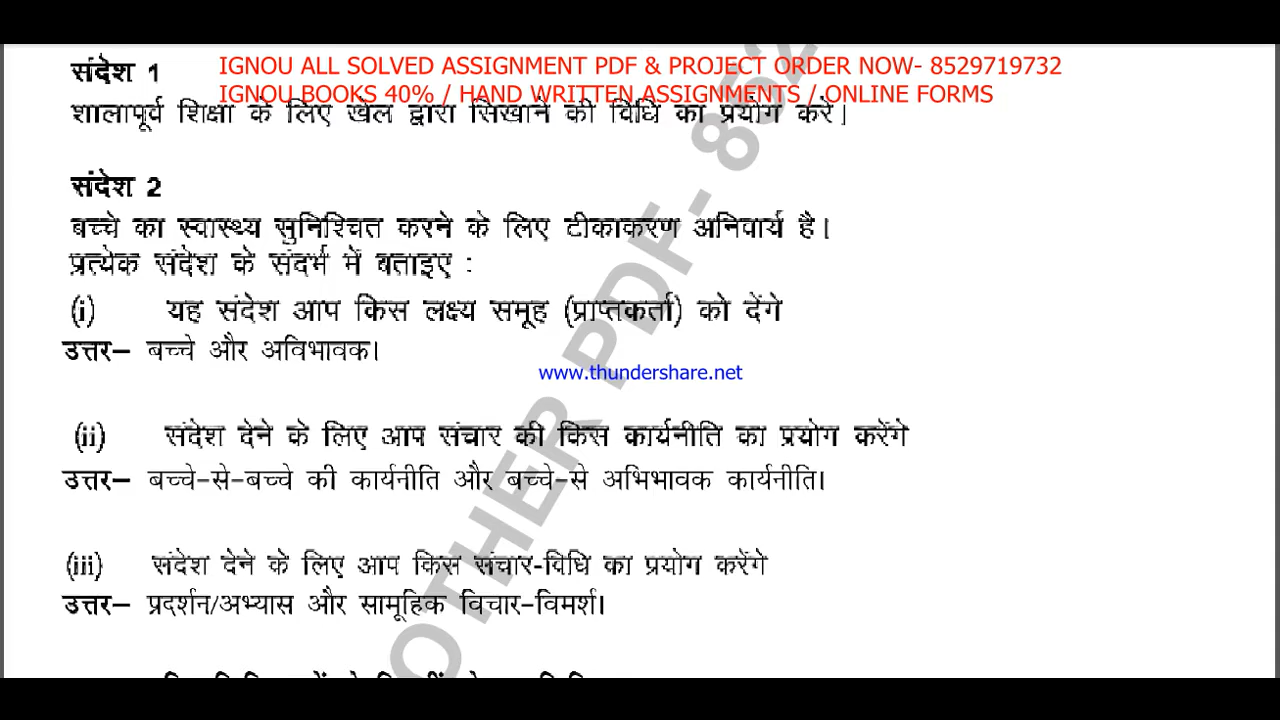 संदेश 1
IGNOU ALL SOLVED ASSIGNMENT PDF & PROJECT ORDER NOW- 8529719732
IGNOU BOOKS 40% / HAND WRITTEN ASSIGNMENTS / ONLINE FORMS
शालापूर्व शिक्षा के लिए खेल द्वारा सिखाने की विधि का प्रयोग करें।
संदेश 2
बच्चे का स्वास्थ्य सुनिश्चित करने के लिए टीकाकरण अनिवार्य है।
प्रत्येक संदेश के संदर्भ में बताइए :
(i) यह संदेश आप किस लक्ष्य समूह (प्राप्तकर्ता) को देंगे
उत्तर– बच्चे और अविभावक।
www.thundershare.net
(ii) संदेश देने के लिए आप संचार की किस कार्यनीति का प्रयोग करेंगे
उत्तर– बच्चे-से-बच्चे की कार्यनीति और बच्चे-से अभिभावक कार्यनीति।
(iii) संदेश देने के लिए आप किस संचार-विधि का प्रयोग करेंगे
उत्तर– प्रदर्शन/अभ्यास और सामूहिक विचार-विमर्श।
OTHER PDF- 852